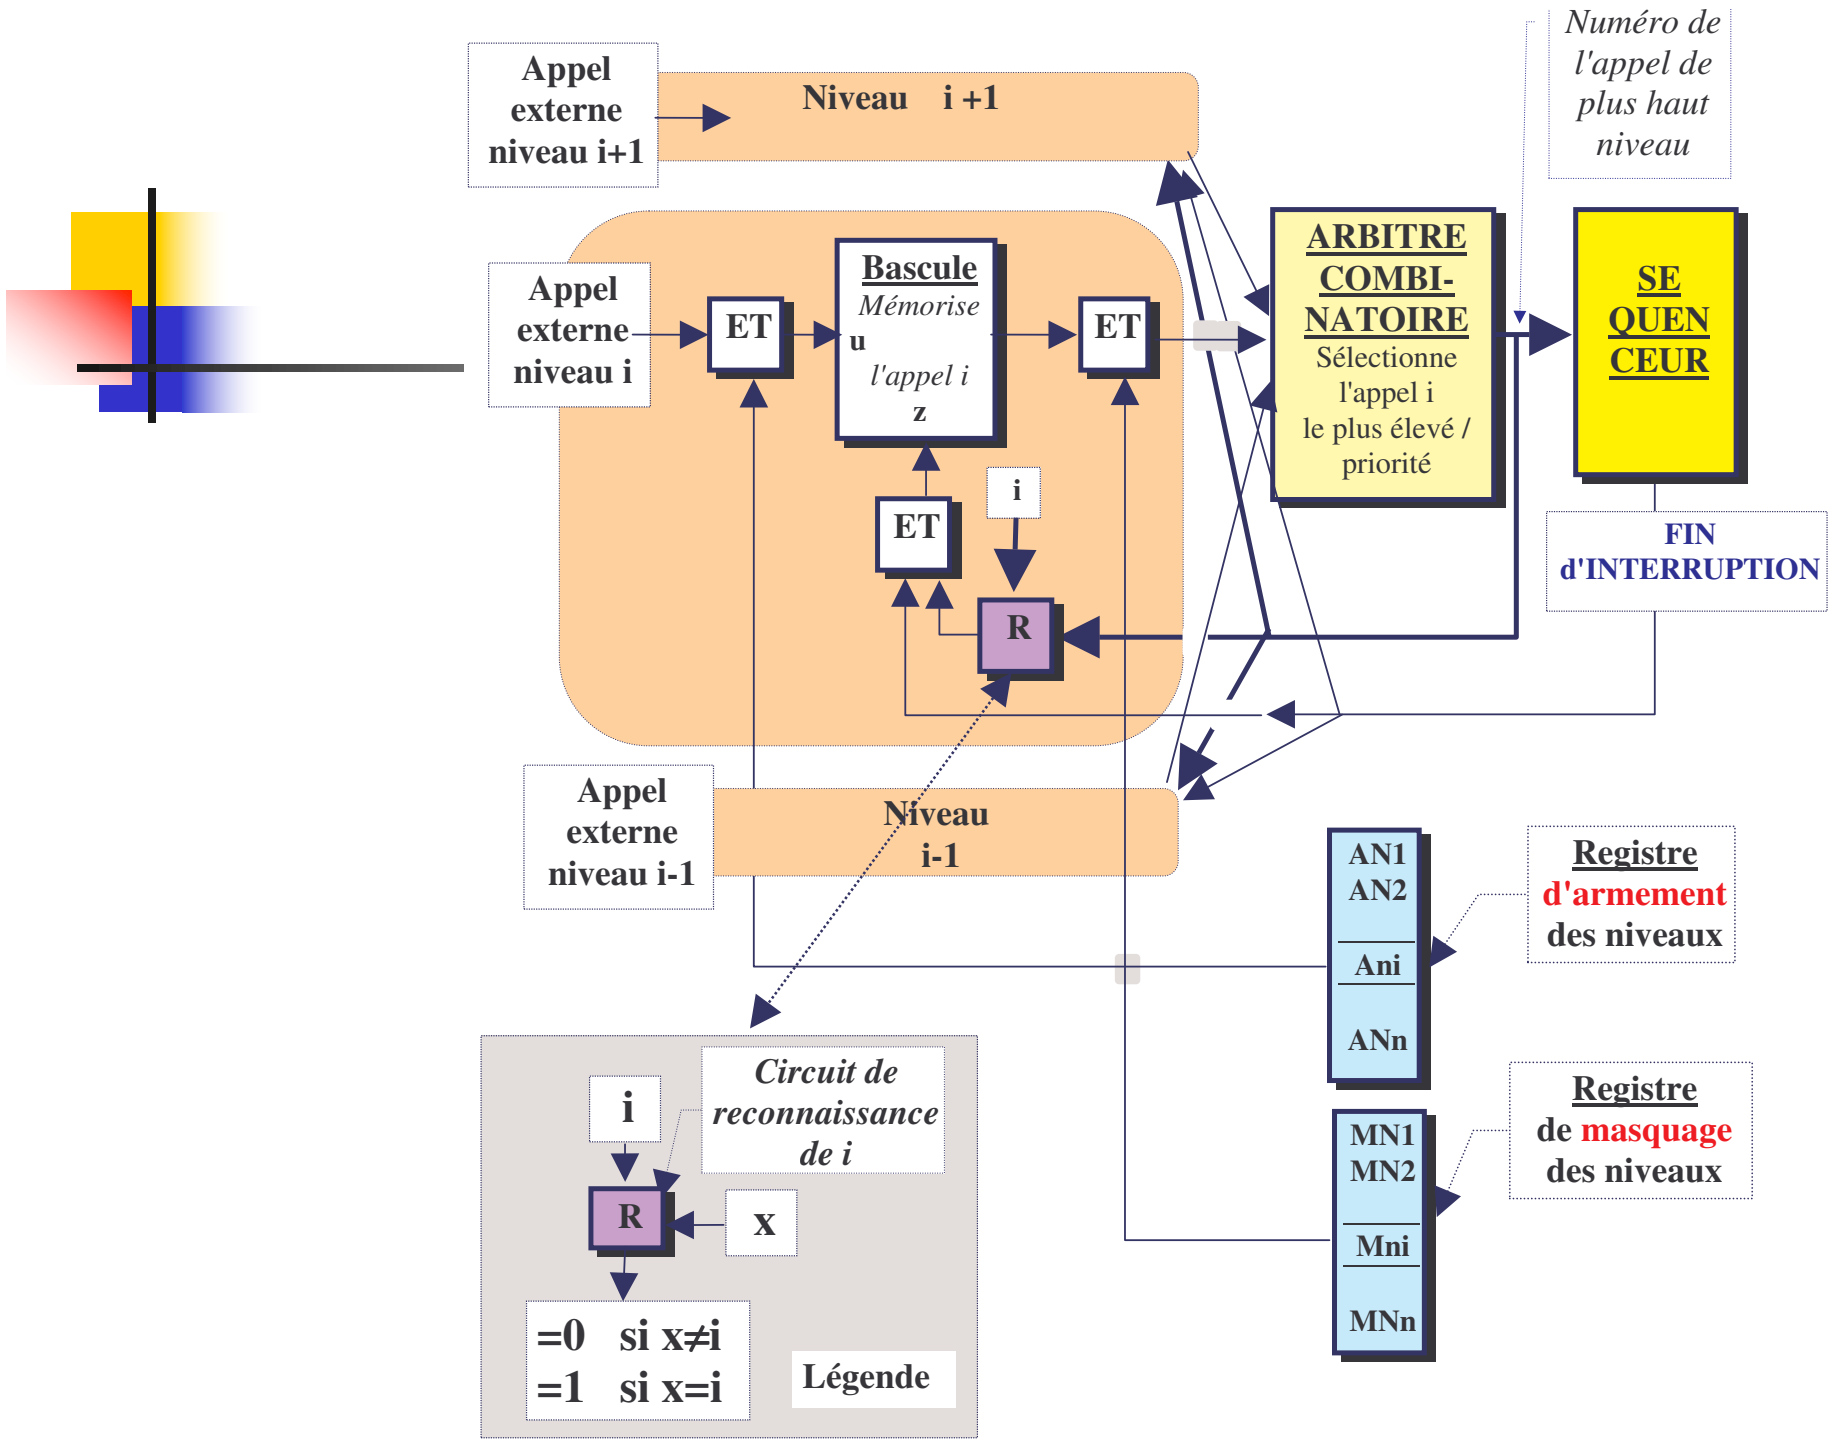 Numéro de
l'appel de
plus haut
niveau
Appel
externe
niveau i+1
Niveau i +1
Appel
externe
niveau i
ET
Bascule
Mémorise
u
l'appel i
z
ET
ARBITRE
COMBI-
NATOIRE
Sélectionne
l'appel i
le plus élevé /
priorité
SE
QUEN
CEUR
i
ET
R
FIN
d'INTERRUPTION
Appel
externe
niveau i-1
Niveau
i-1
AN1
AN2
Ani
ANn
Registre
d'armement
des niveaux
MN1
MN2
Mni
MNn
Registre
de masquage
des niveaux
i
Circuit de
reconnaissance
de i
R
x
=0 si x≠i
=1 si x=i
Légende